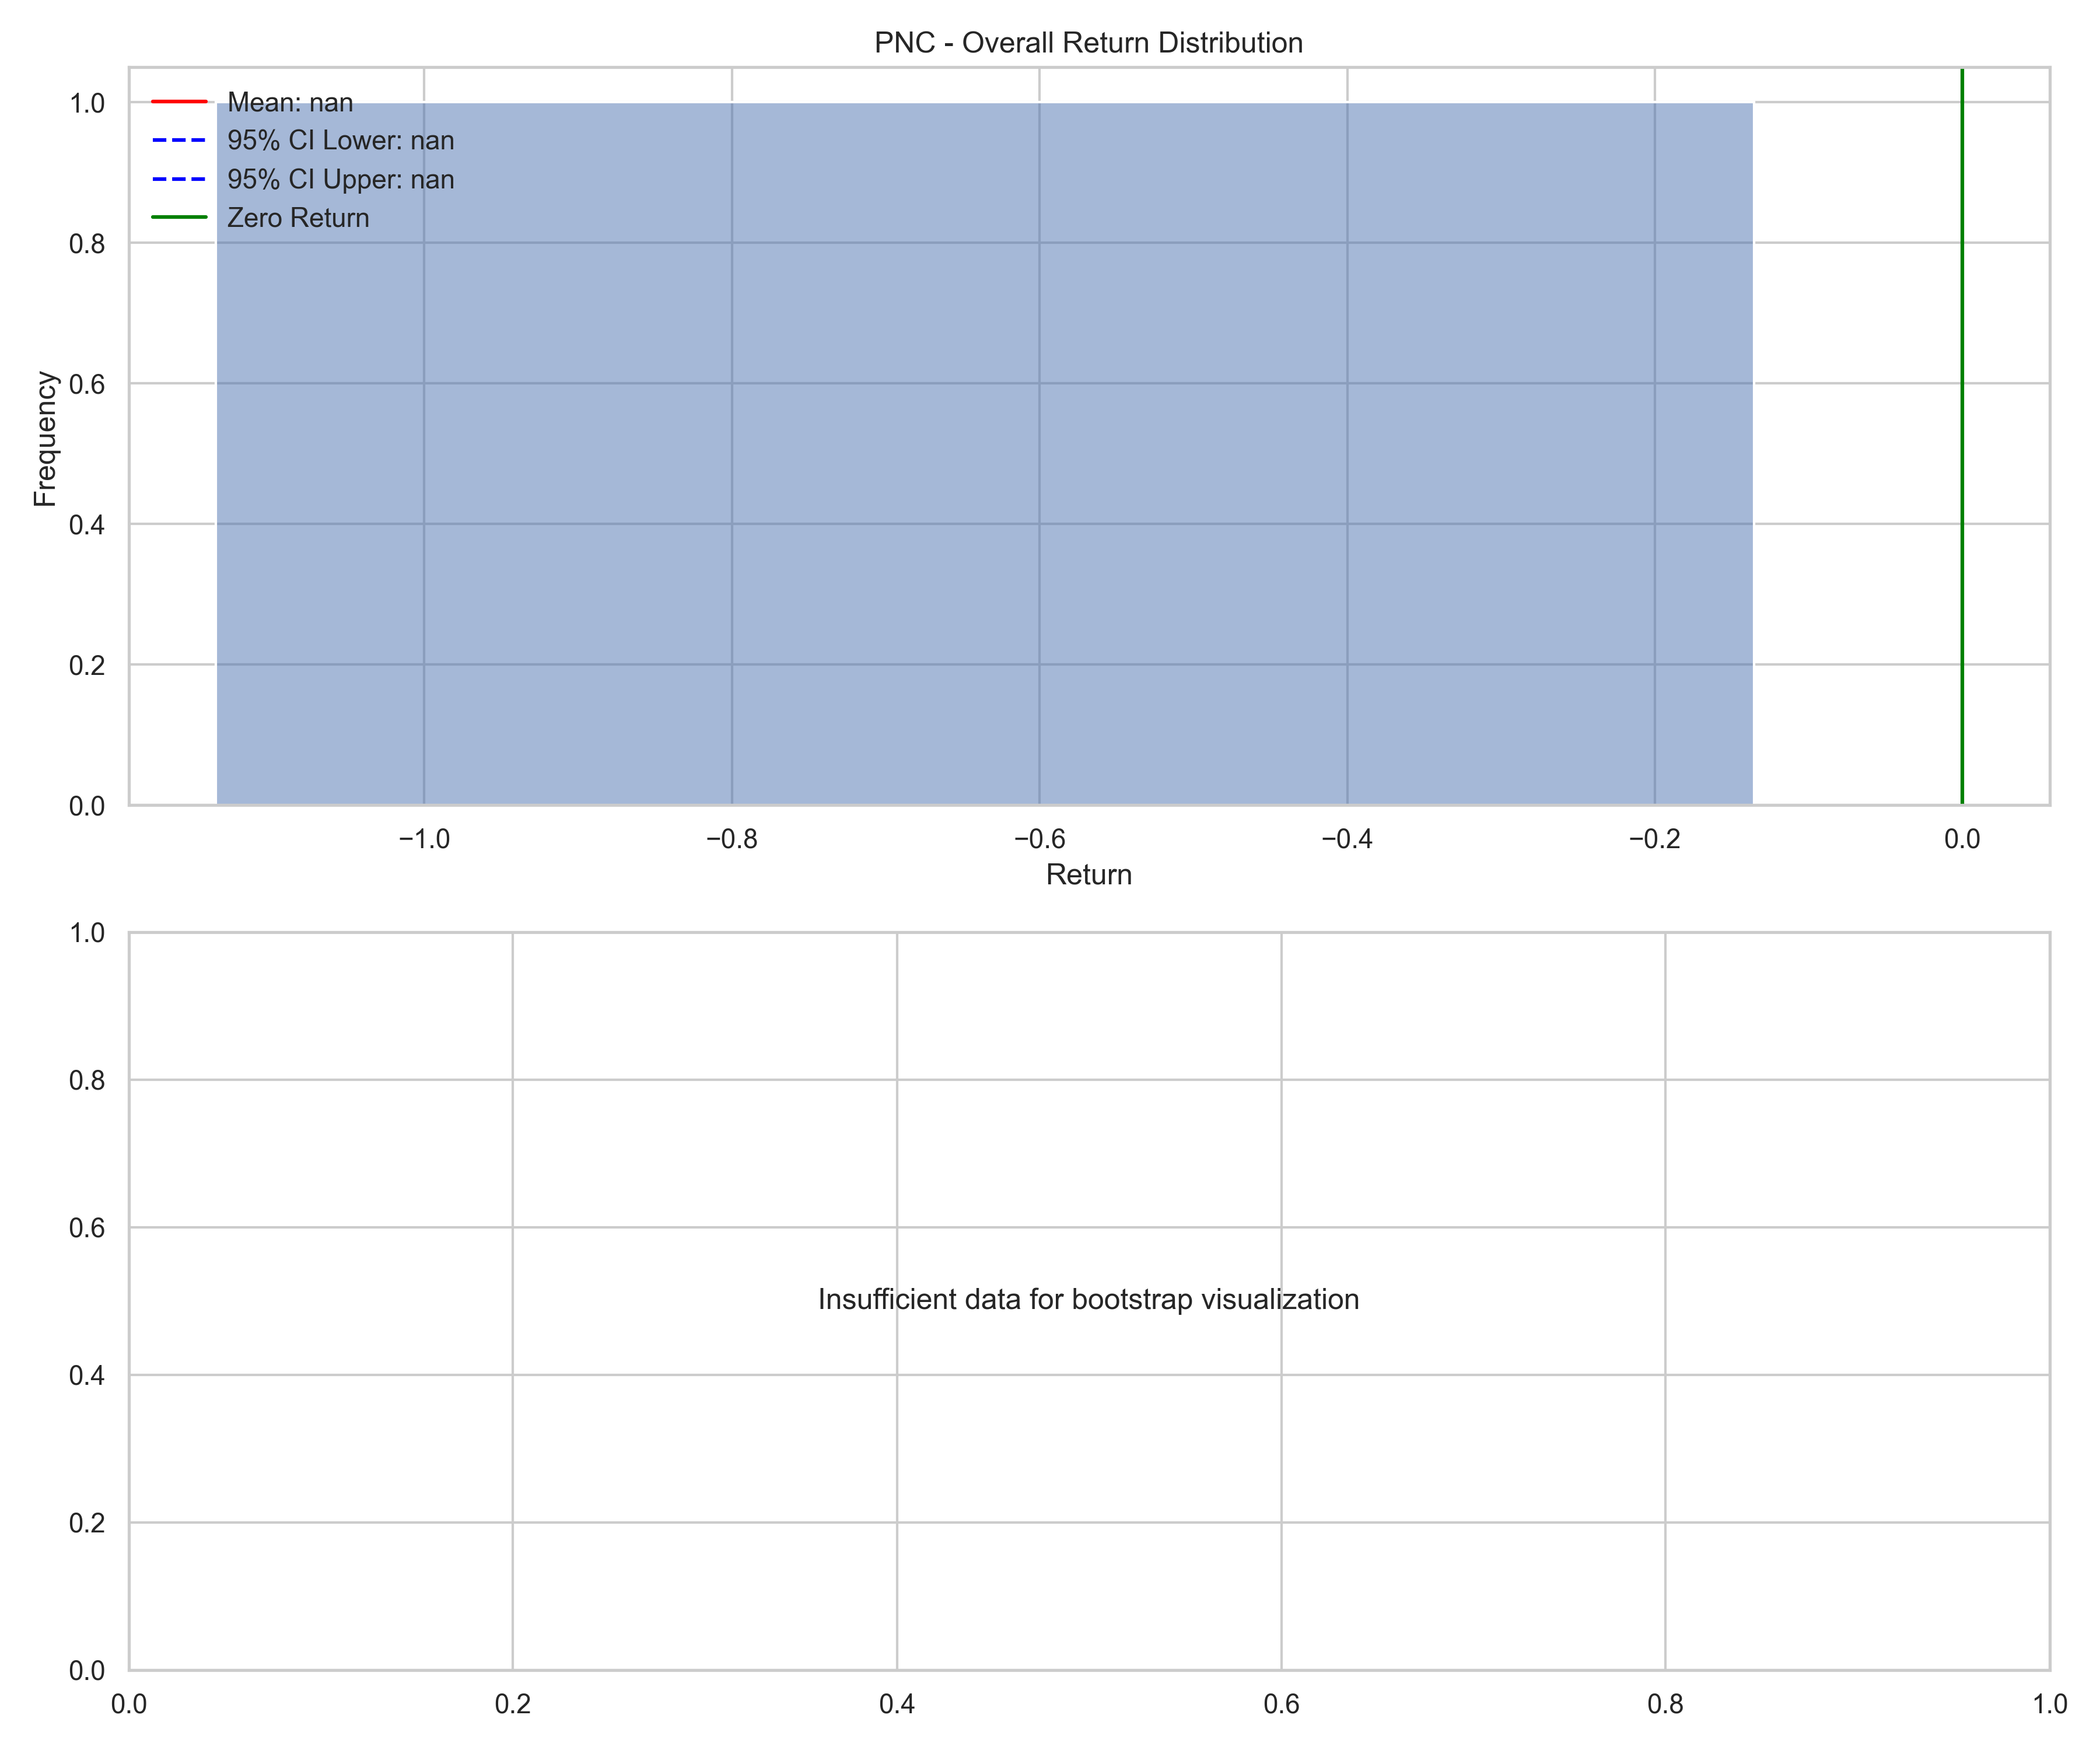 PNC - Overall Return Distribution
Mean: nan
95% CI Lower: nan
95% CI Upper: nan
Zero Return
Frequency
1.0
0.8
0.6
0.4
0.2
0.0
−1.0 −0.8 −0.6 −0.4 −0.2 0.0
Return
1.0
0.8
0.6
0.4
0.2
0.0
Insufficient data for bootstrap visualization
0.0 0.2 0.4 0.6 0.8 1.0